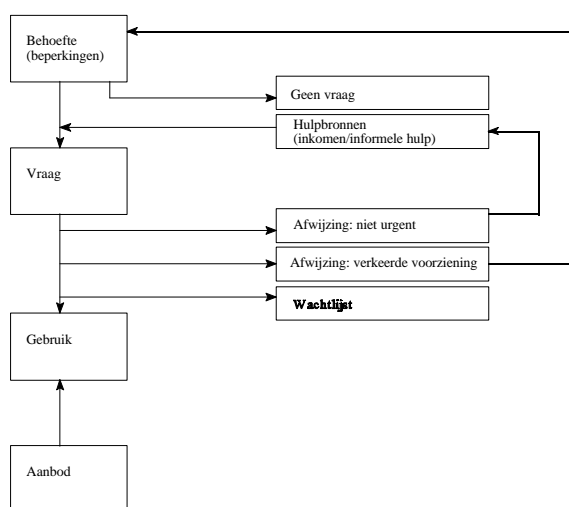 Behoefte
(beperkingen)
Geen vraag
Hulpbronnen
(inkomen/informele hulp)
Vraag
Afwijzing: niet urgent
Afwijzing: verkeerde voorziening
Wachtlijst
Gebruik
Aanbod